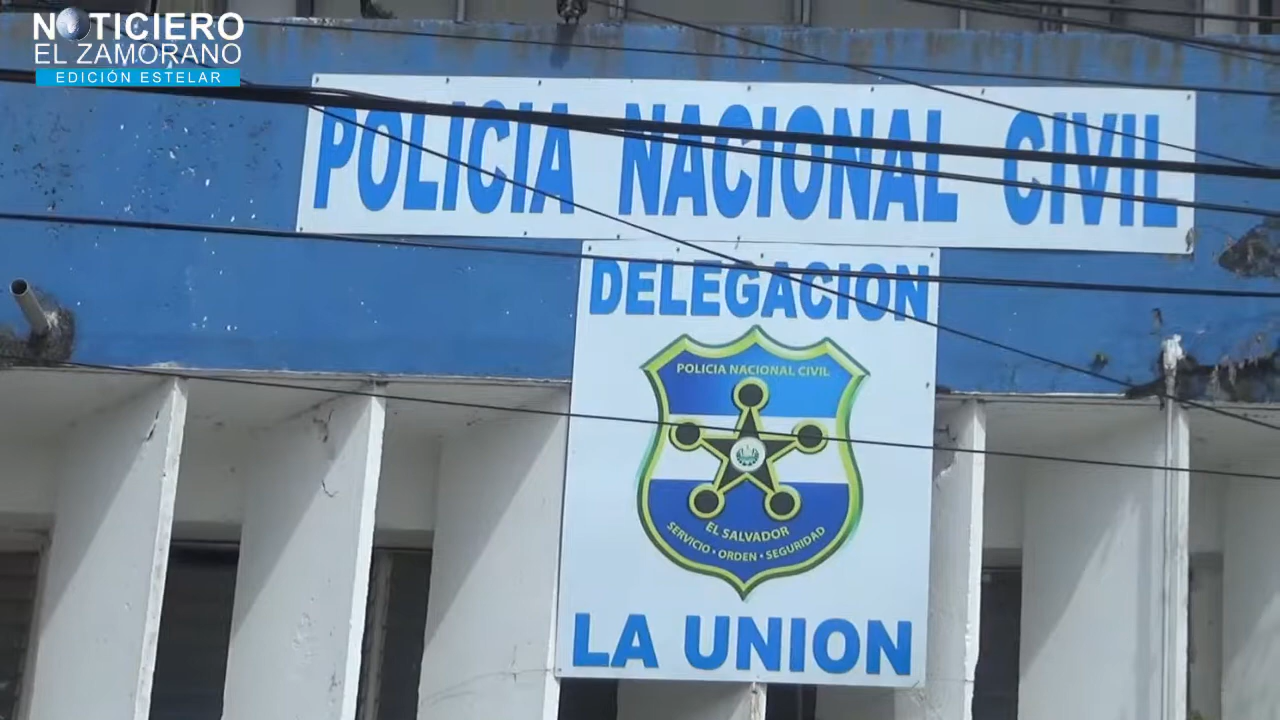 NOTICIERO
EL ZAMORANO
EDICIÓN ESTELAR
POLICIA NACIONAL CIVIL
DELEGACION
POLICIA NACIONAL CIVIL
EL SALVADOR
SERVICIO • ORDEN • SEGURIDAD
LA UNION